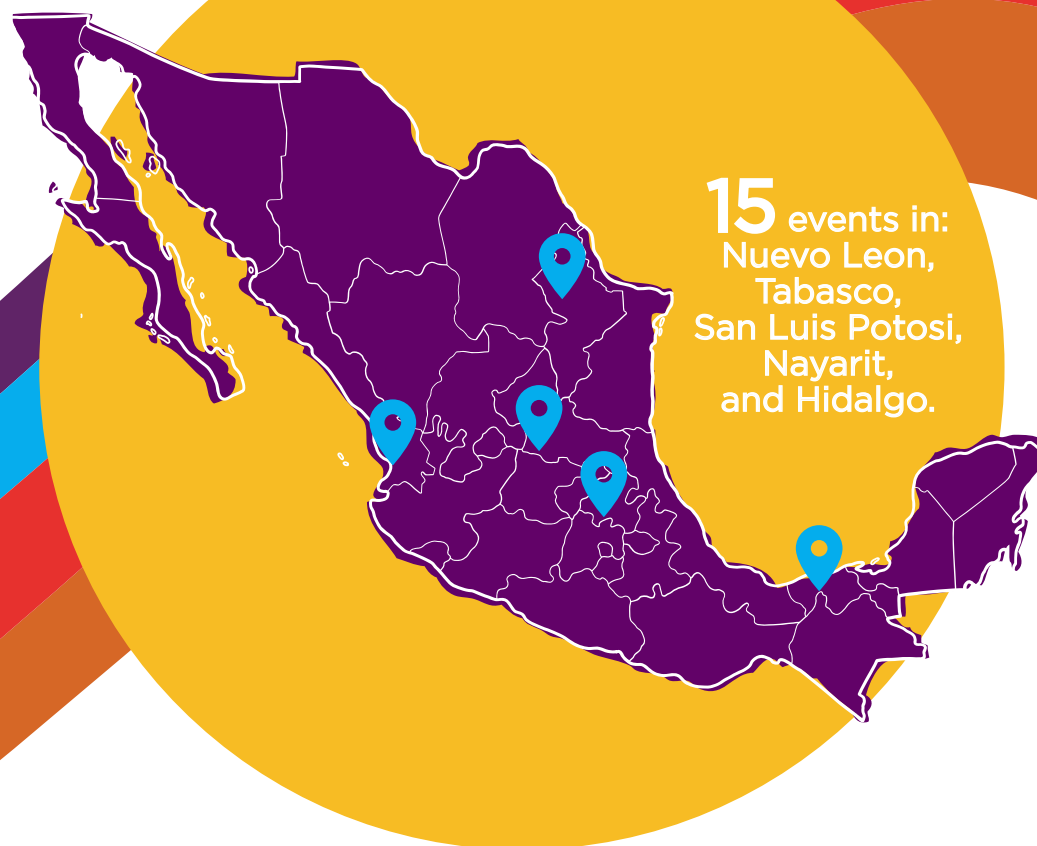 15 events in:
Nuevo Leon,
Tabasco,
San Luis Potosi,
Nayarit,
and Hidalgo.